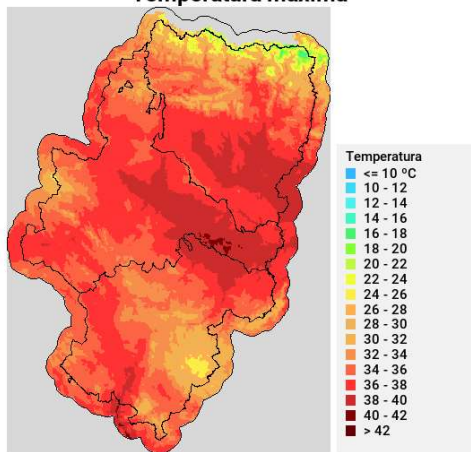 Temperatura máxima
Temperatura
<= 10 ºC
10 - 12
12 - 14
14 - 16
16 - 18
18 - 20
20 - 22
22 - 24
24 - 26
26 - 28
28 - 30
30 - 32
32 - 34
34 - 36
36 - 38
38 - 40
40 - 42
> 42